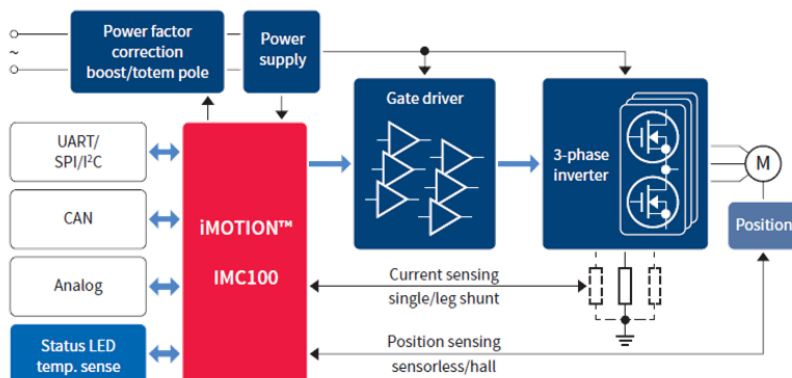 Power factor
correction
boost/totem pole
Power
supply
~
Gate driver
3-phase
inverter
M
Position
UART/
SPI/I²C
CAN
Analog
Status LED
temp. sense
iMOTION™
IMC100
Current sensing
single/leg shunt
Position sensing
sensorless/hall